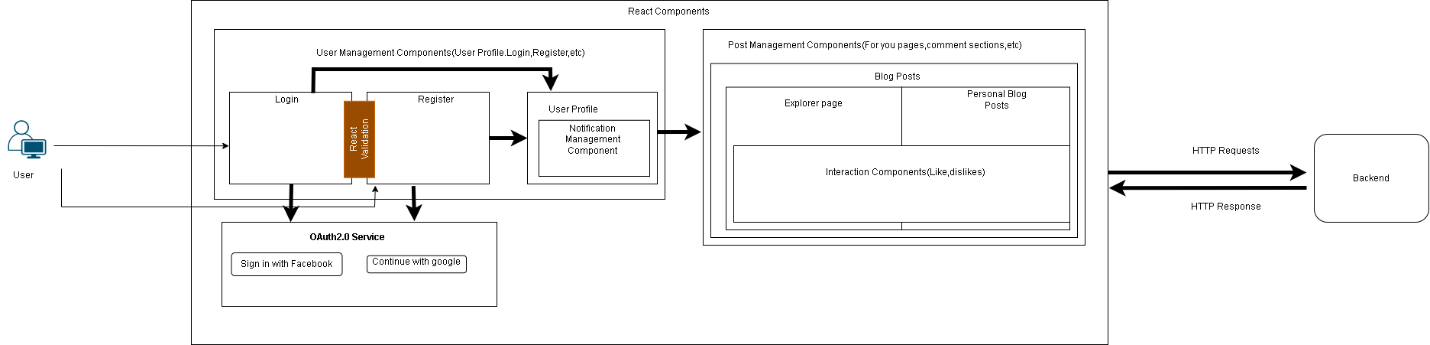 React Components
User Management Components(User Profile.Login,Register,etc)
Login
Register
React
Validation
User Profile
Notification
Management
Component
User
OAuth2.0 Service
Sign in with Facebook
Continue with google
Post Management Components(For you pages,comment sections,etc)
Blog Posts
Explorer page
Personal Blog
Posts
Interaction Components(Like,dislikes)
HTTP Requests
HTTP Response
Backend